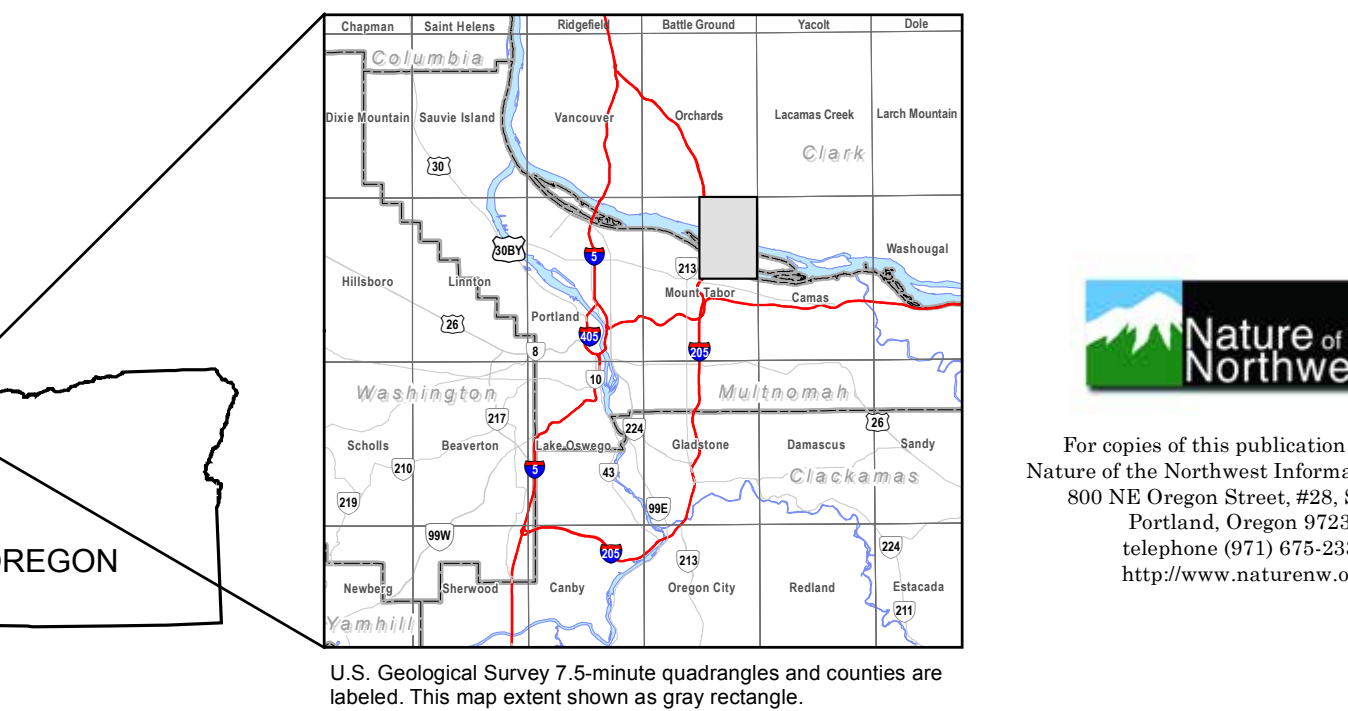 Chapman Saint Helens Ridgefield Battle Ground Yacolt Dole
Columbia
Dixie Mountain Sauvie Island Vancouver Orchards Lacamas Creek Larch Mountain
Clark
30
30BY
5
213
Washougal
Hillsboro Linnton Mount Tabor Camas
26 Portland
405
8 205
10
Washington Multnomah
217 224 26
Scholls Beaverton Lake Oswego Gladstone Damascus Sandy
210 5 43 Clackamas
219 99E
99W 205 213 224
Newberg Sherwood Canby Oregon City Redland Estacada
211
Yamhill
OREGON
U.S. Geological Survey 7.5-minute quadrangles and counties are
labeled. This map extent shown as gray rectangle.
Nature of
Northwe
For copies of this publication
Nature of the Northwest Informa
800 NE Oregon Street, #28, S
Portland, Oregon 9723
telephone (971) 675-233
http://www.naturenw.o